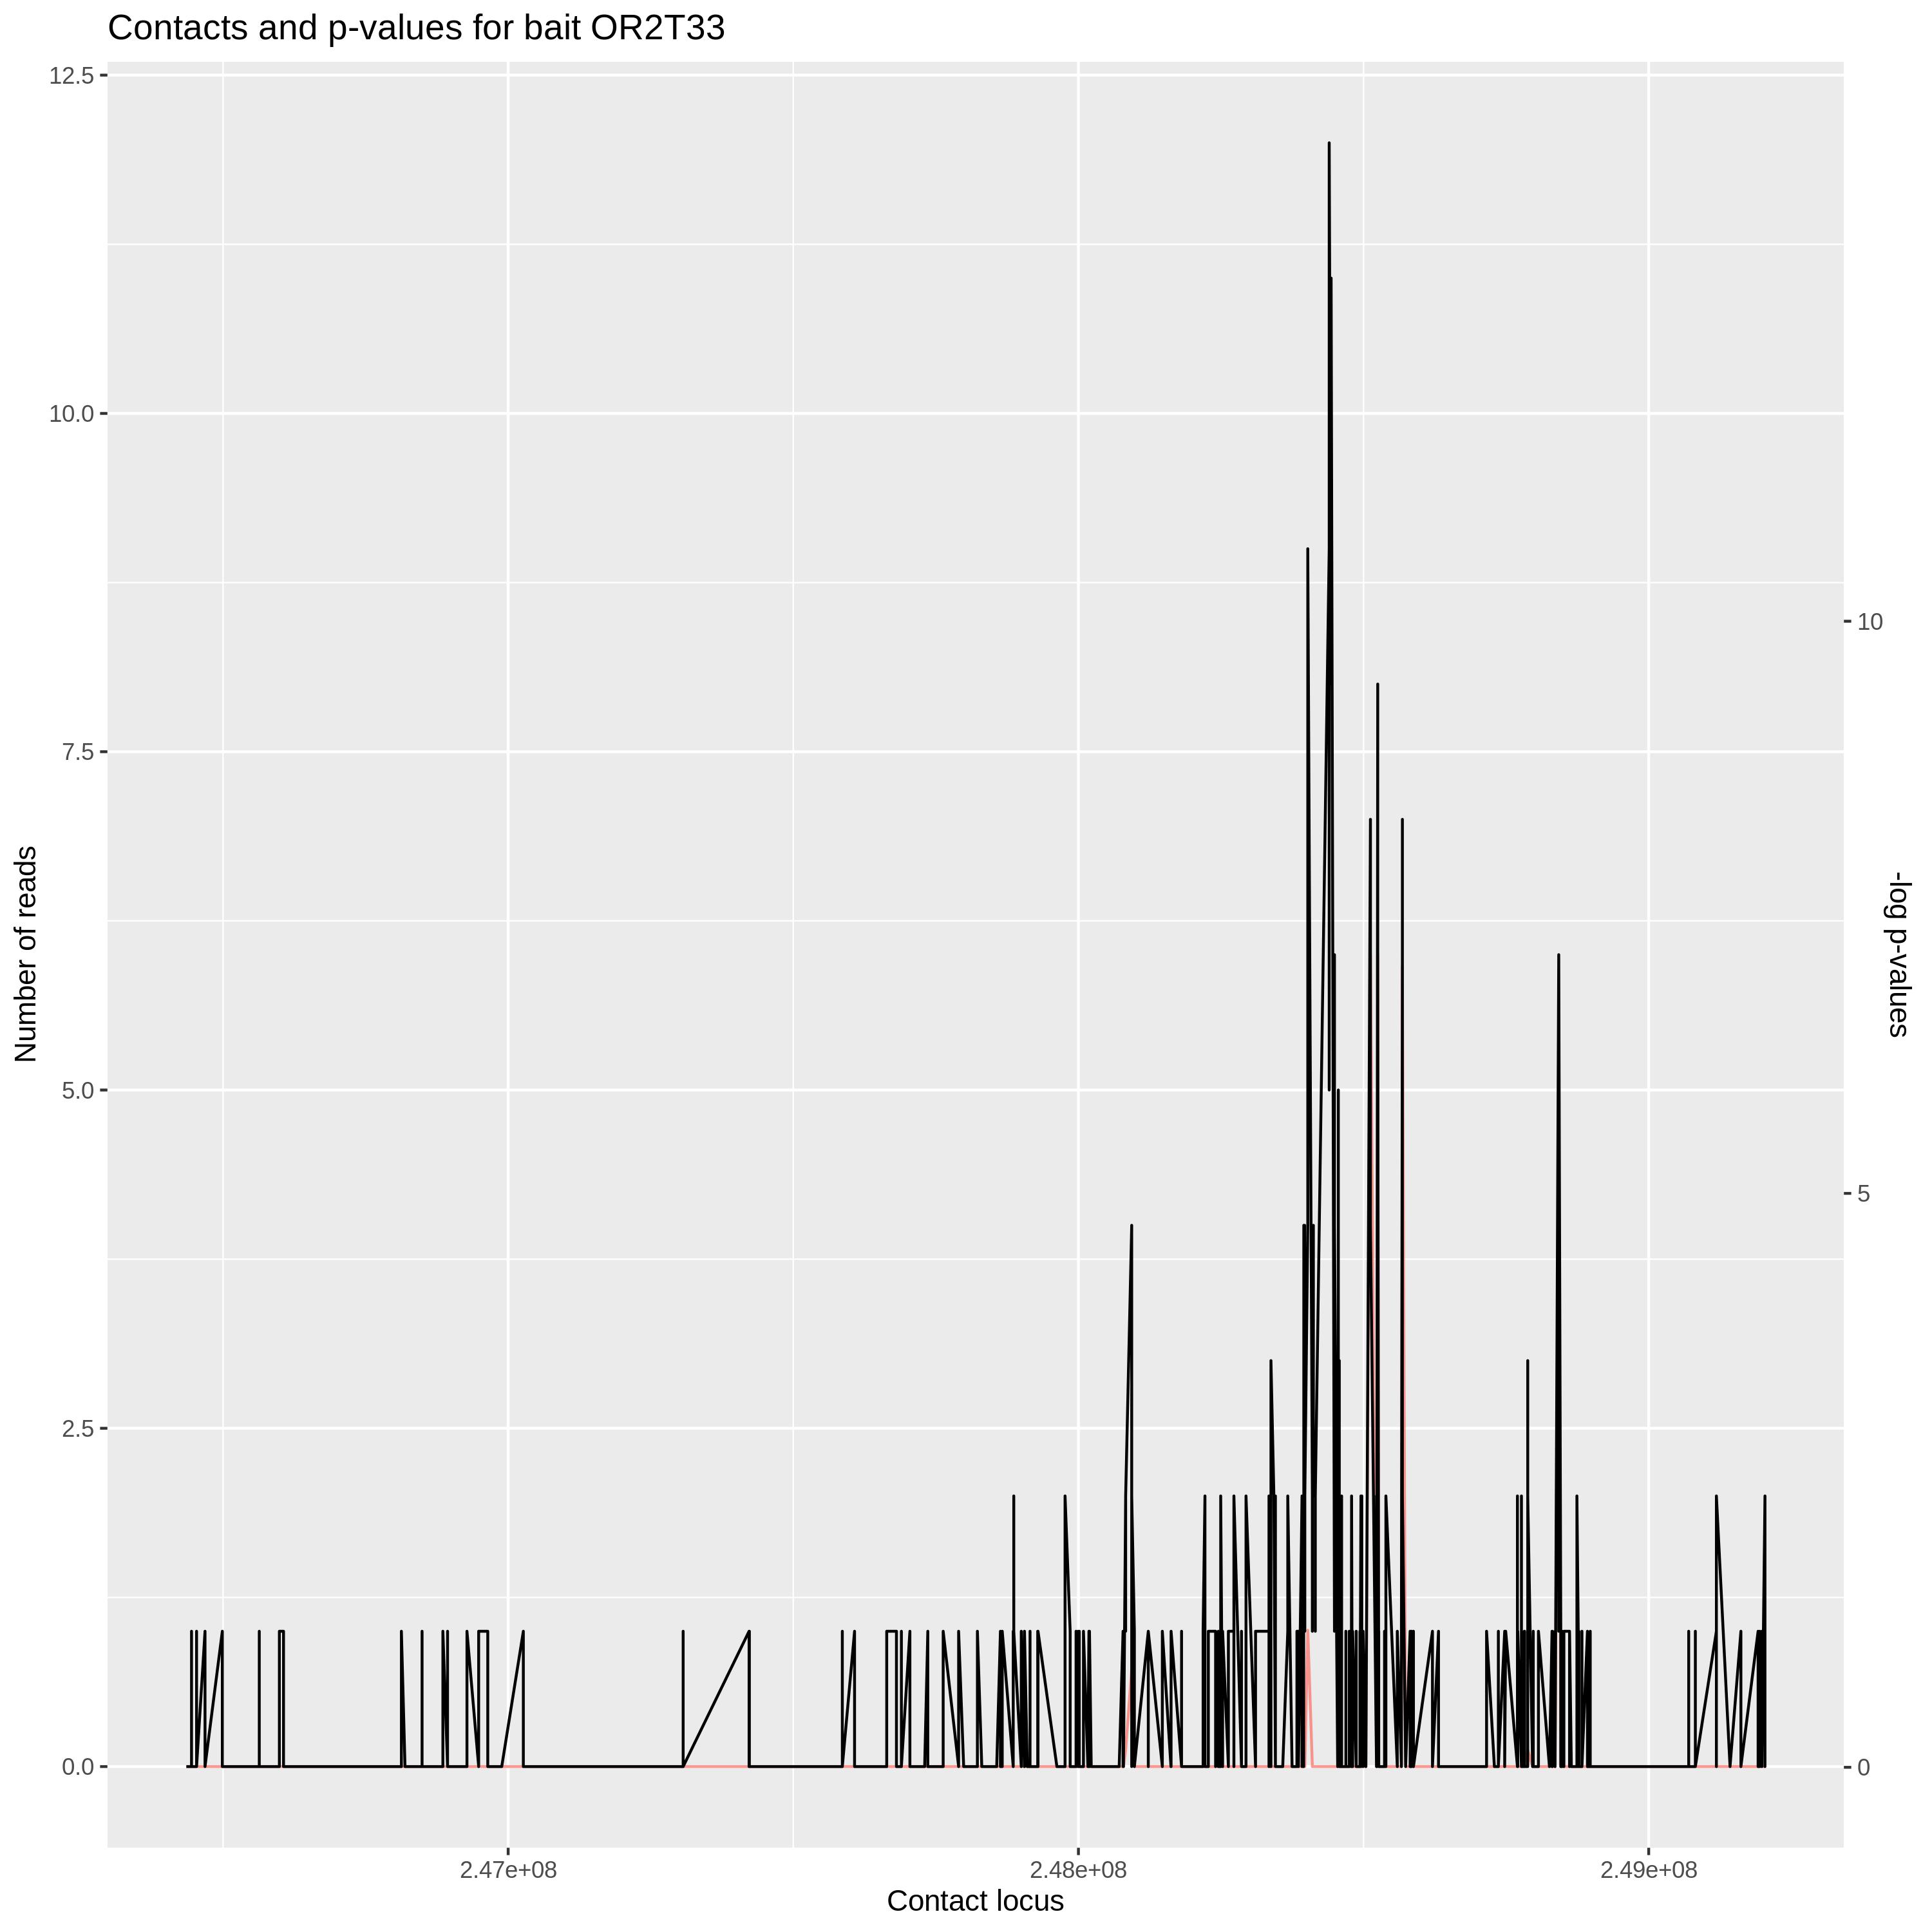 Contacts and p-values for bait OR2T33
12.5
10.0
7.5
5.0
2.5
0.0
Number of reads
10
5
0
-log p-values
2.47e+08
2.48e+08
2.49e+08
Contact locus